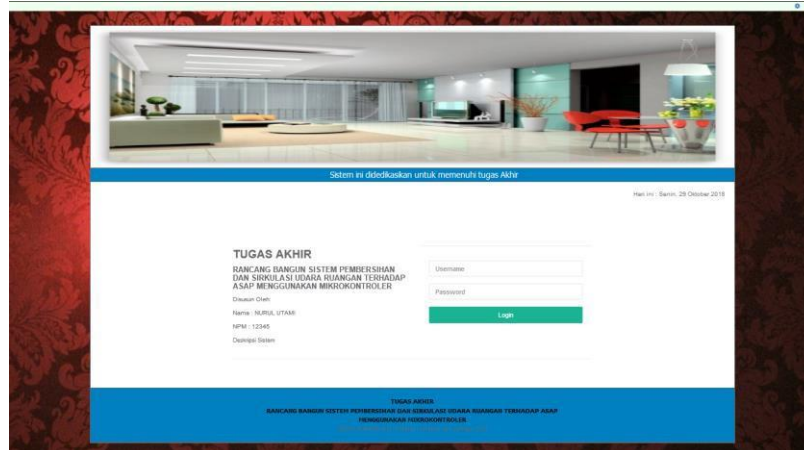 Sistem ini didedikasikan untuk memenuhi tugas Akhir
Hari ini : Senin, 29 Oktober 2018
TUGAS AKHIR
RANCANG BANGUN SISTEM PEMBERSIHAN
DAN SIRKULASI UDARA RUANGAN TERHADAP
ASAP MENGGUNAKAN MIKROKONTROLER
Disusun Oleh
Nama : NURUL UTAMI
NPM : 12345
Deskripsi Sistem
Username
Password
Login
TUGAS AKHIR
RANCANG BANGUN SISTEM PEMBERSIHAN DAN SIRKULASI UDARA RUANGAN TERHADAP ASAP
MENGGUNAKAN MIKROKONTROLER